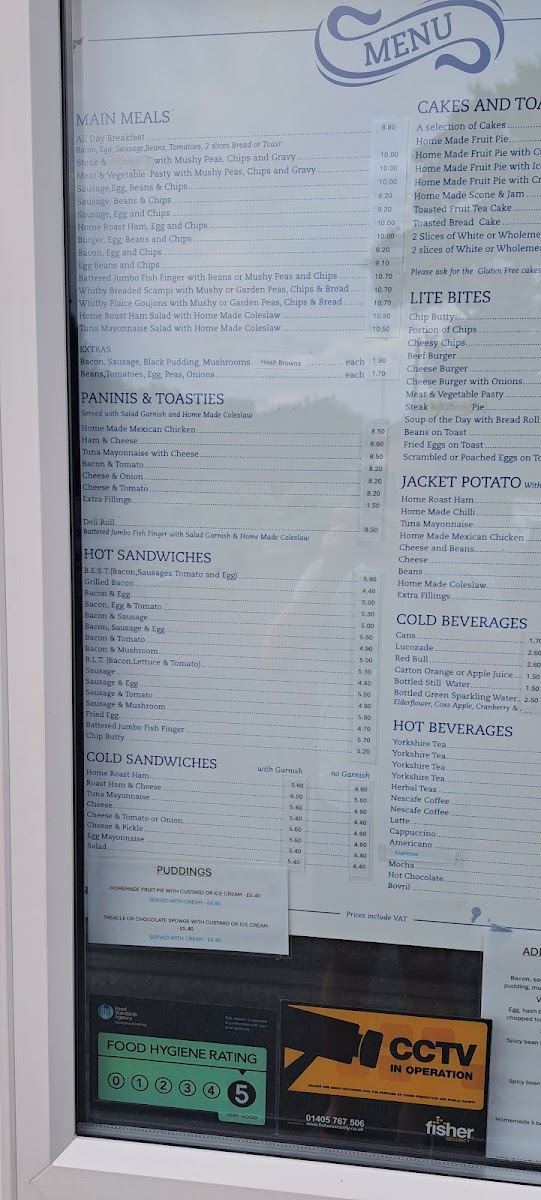 MENU
MAIN MEALS
All Day Breakfast 8.80
Bacon, Egg, Sausage,Beans, Tomatoes, 2 slices Bread or Toast
Steak & with Mushy Peas, Chips and Gravy 10.00
Meat & Vegetable Pasty with Mushy Peas, Chips and Gravy 10.00
Sausage,Egg, Beans & Chips 10.00
Sausage, Beans & Chips 9.20
Sausage, Egg and Chips 9.20
Home Roast Ham, Egg and Chips 10.00
Burger, Egg, Beans and Chips 10.00
Bacon, Egg and Chips 9.20
Egg Beans and Chips 9.10
Battered Jumbo Fish Finger with Beans or Mushy Peas and Chips 10.70
Whitby Breaded Scampi with Mushy or Garden Peas, Chips & Bread 10.70
Whitby Plaice Goujons with Mushy or Garden Peas, Chips & Bread 10.70
Home Roast Ham Salad with Home Made Coleslaw 10.50
Tuna Mayonnaise Salad with Home Made Coleslaw 10.50
EXTRAS
Bacon, Sausage, Black Pudding, Mushrooms Hash Browns each 1.90
Beans,Tomatoes, Egg, Peas, Onions each 1.70
PANINIS & TOASTIES
Served with Salad Garnish and Home Made Coleslaw
Home Made Mexican Chicken 8.50
Ham & Cheese 8.50
Tuna Mayonnaise with Cheese 8.50
Bacon & Tomato 8.20
Cheese & Onion 8.20
Cheese & Tomato 8.20
Extra Fillings 1.50
Deli Roll 8.50
Battered Jumbo Fish Finger with Salad Garnish & Home Made Coleslaw
HOT SANDWICHES
B.E.S.T.(Bacon,Sausages,Tomato and Egg) 5.90
Grilled Bacon 4.40
Bacon & Egg 5.00
Bacon, Egg & Tomato 5.30
Bacon & Sausage 5.00
Bacon, Sausage & Egg 5.60
Bacon & Tomato 4.90
Bacon & Mushroom 5.00
B.L.T. (Bacon,Lettuce & Tomato) 5.30
Sausage 4.40
Sausage & Egg 5.00
Sausage & Tomato 4.90
Sausage & Mushroom 5.00
Fried Egg 4.70
Battered Jumbo Fish Finger 5.70
Chip Butty 5.20
COLD SANDWICHES with Garnish no Garnish
Home Roast Ham 5.60 4.60
Roast Ham & Cheese 6.00 5.00
Tuna Mayonnaise 5.60 4.60
Cheese 5.40 4.40
Cheese & Tomato or Onion 5.60 4.60
Cheese & Pickle 5.60 4.60
Egg Mayonnaise 5.40 4.40
Salad 5.40 4.40
PUDDINGS
HOMEMADE FRUIT PIE WITH CUSTARD OR ICE CREAM - £5.40
SERVED WITH CREAM - £4.90
TREACLE OR CHOCOLATE SPONGE WITH CUSTARD OR ICE CREAM
- £5.40
SERVED WITH CREAM - £4.90
CAKES AND TOA
A selection of Cakes
Home Made Fruit Pie
Home Made Fruit Pie with C
Home Made Fruit Pie with Ic
Home Made Fruit Pie with Cr
Home Made Scone & Jam
Toasted Fruit Tea Cake
Toasted Bread Cake
2 Slices of White or Wholeme
2 slices of White or Wholemea
Please ask for the Gluten Free cakes
LITE BITES
Chip Butty
Portion of Chips
Cheesy Chips
Beef Burger
Cheese Burger
Cheese Burger with Onions
Meat & Vegetable Pasty
Steak Pie
Soup of the Day with Bread Roll
Beans on Toast
Fried Eggs on Toast
Scrambled or Poached Eggs on To
JACKET POTATO With
Home Roast Ham
Home Made Chilli
Tuna Mayonnaise
Home Made Mexican Chicken
Cheese and Beans
Cheese
Beans
Home Made Coleslaw
Extra Fillings
COLD BEVERAGES
Cans 1.70
Lucozade 2.60
Red Bull 2.60
Carton Orange or Apple Juice 1.50
Bottled Still Water 1.50
Bottled Green Sparkling Water 2.50
Elderflower, Coxs Apple, Cranberry &
HOT BEVERAGES
Yorkshire Tea
Yorkshire Tea
Yorkshire Tea
Yorkshire Tea
Herbal Teas
Nescafe Coffee
Nescafe Coffee
Latte
Cappuccino
Americano
Espresso
Mocha
Hot Chocolate
Bovril
Prices include VAT
ADD
Bacon, sau
pudding, mu
V
Egg, hash b
chopped to
Spicy bean
Spicy bean
Homemade 5 b
Food
Standards
Agency
FOOD HYGIENE RATING
0 1 2 3 4 5
VERY GOOD
CCTV
IN OPERATION
01405 767 506
www.fishersecurity.co.uk
fisher
SECURITY